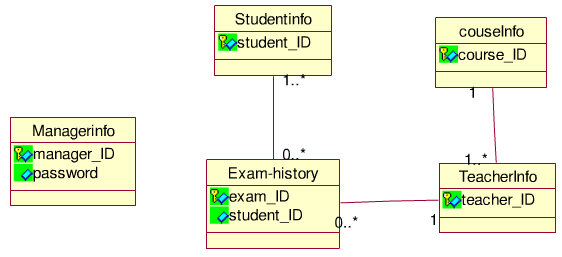 Studentinfo
student_ID
couseInfo
course_ID
1..*
1
Managerinfo
manager_ID
password
0..*
Exam-history
exam_ID
student_ID
1..*
TeacherInfo
teacher_ID
0..*
1